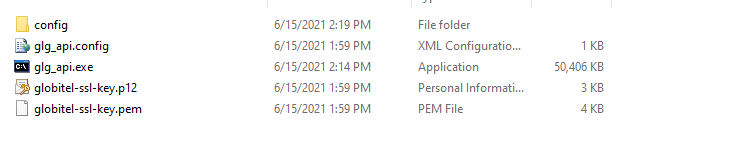 config 6/15/2021 2:19 PM File folder
glg_api.config 6/15/2021 1:59 PM XML Configuratio... 1 KB
glg_api.exe 6/15/2021 2:14 PM Application 50,406 KB
globitel-ssl-key.p12 6/15/2021 1:59 PM Personal Informati... 3 KB
globitel-ssl-key.pem 6/15/2021 1:59 PM PEM File 4 KB